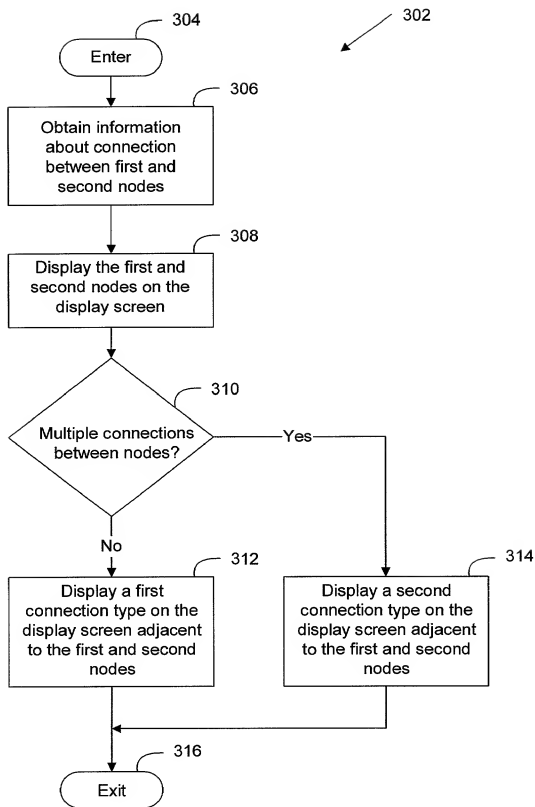 304
302
Enter
306
Obtain information
about connection
between first and
second nodes
308
Display the first and
second nodes on the
display screen
310
Multiple connections
between nodes?
Yes
No
312
314
Display a first
connection type on the
display screen adjacent
to the first and second
nodes
Display a second
connection type on the
display screen adjacent
to the first and second
nodes
316
Exit